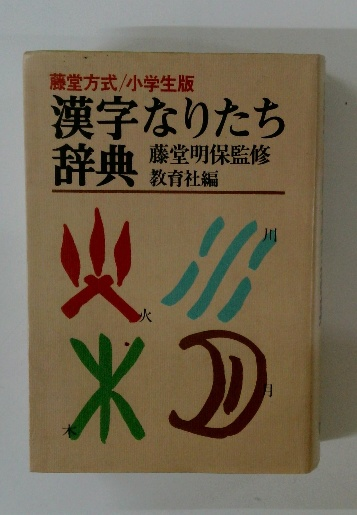 藤堂方式/小学生版
漢字なりたち
辞典
藤堂明保監修
教育社編
川
火
月
木